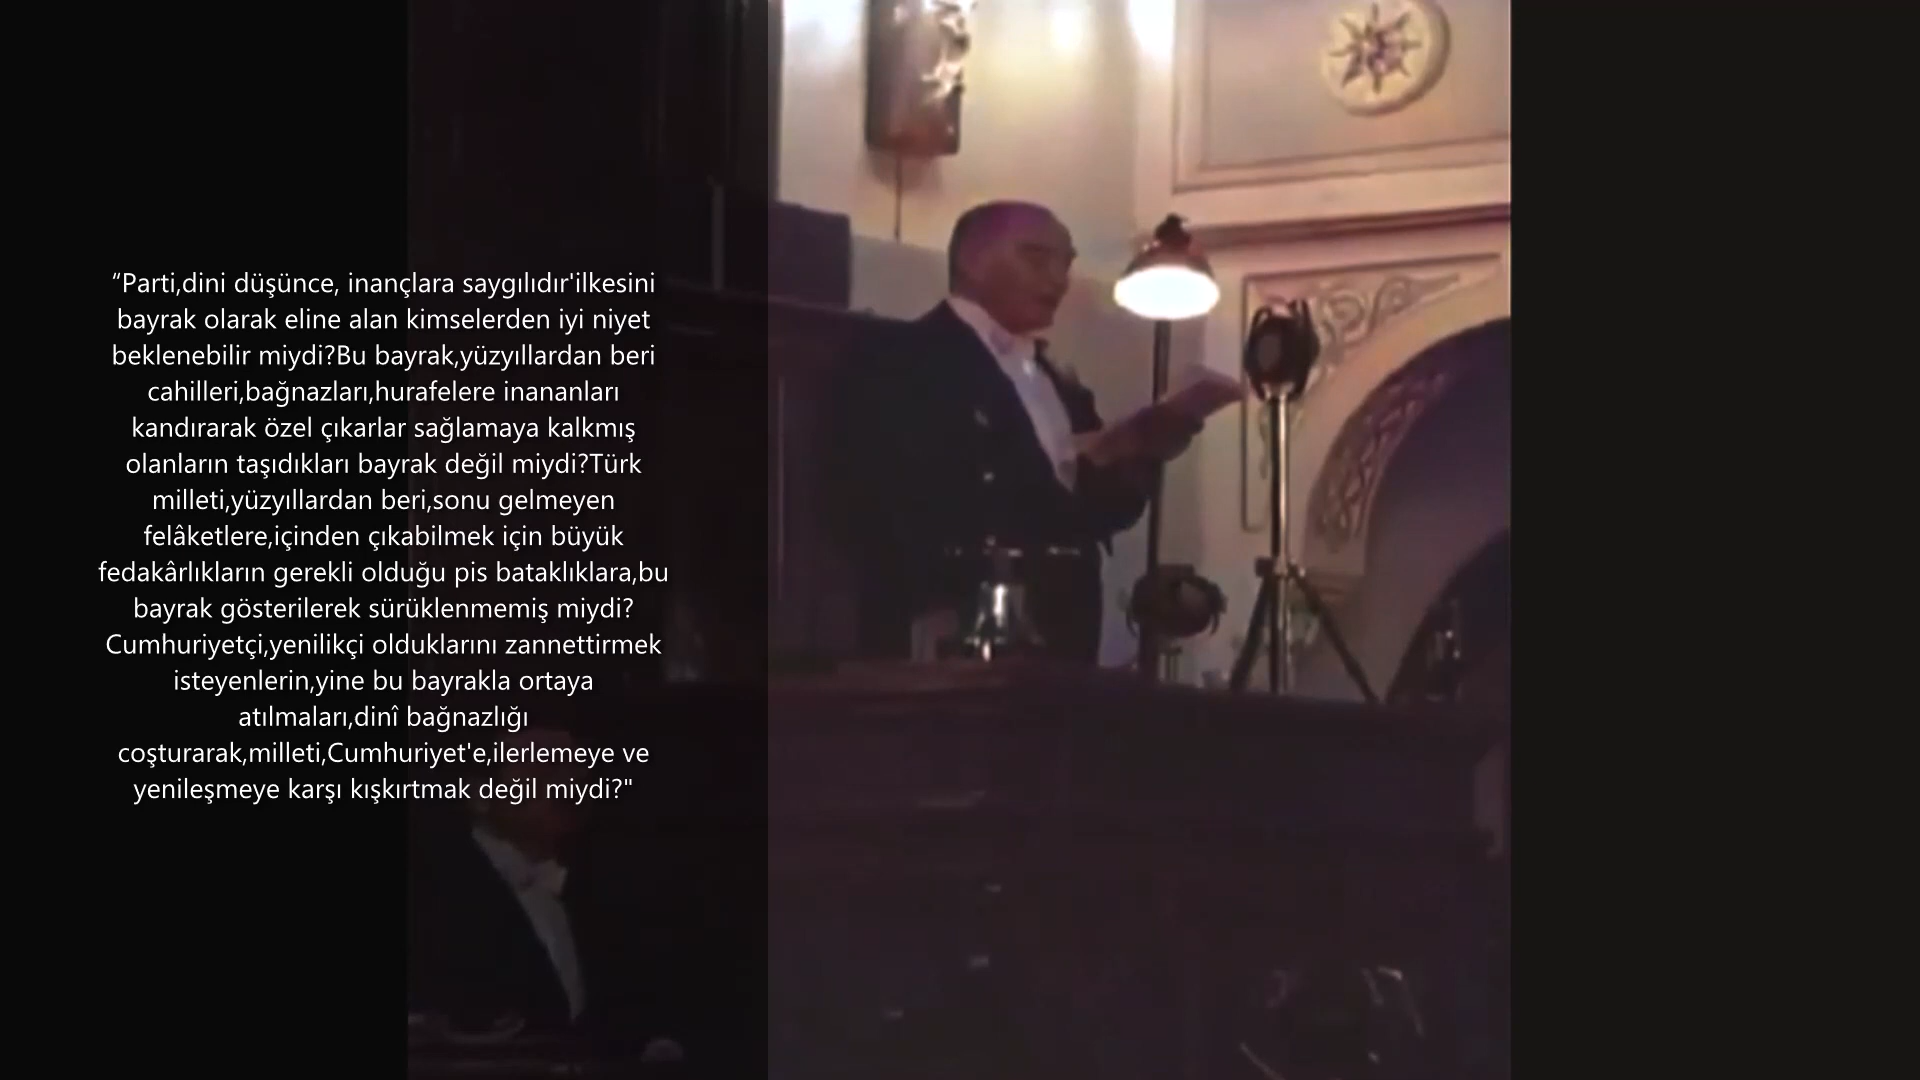 “Parti,dini düşünce, inançlara saygılıdır'ilkesini
bayrak olarak eline alan kimselerden iyi niyet
beklenebilir miydi?Bu bayrak,yüzyıllardan beri
cahilleri,bağnazları,hurafelere inananları
kandırarak özel çıkarlar sağlamaya kalkmış
olanların taşıdıkları bayrak değil miydi?Türk
milleti,yüzyıllardan beri,sonu gelmeyen
felâketlere,içinden çıkabilmek için büyük
fedakârlıkların gerekli olduğu pis bataklıklara,bu
bayrak gösterilerek sürüklenmemiş miydi?
Cumhuriyetçi,yenilikçi olduklarını zannettirmek
isteyenlerin,yine bu bayrakla ortaya
atılmaları,dinî bağnazlığı
coşturarak,milleti,Cumhuriyet'e,ilerlemeye ve
yenileşmeye karşı kışkırtmak değil miydi?"